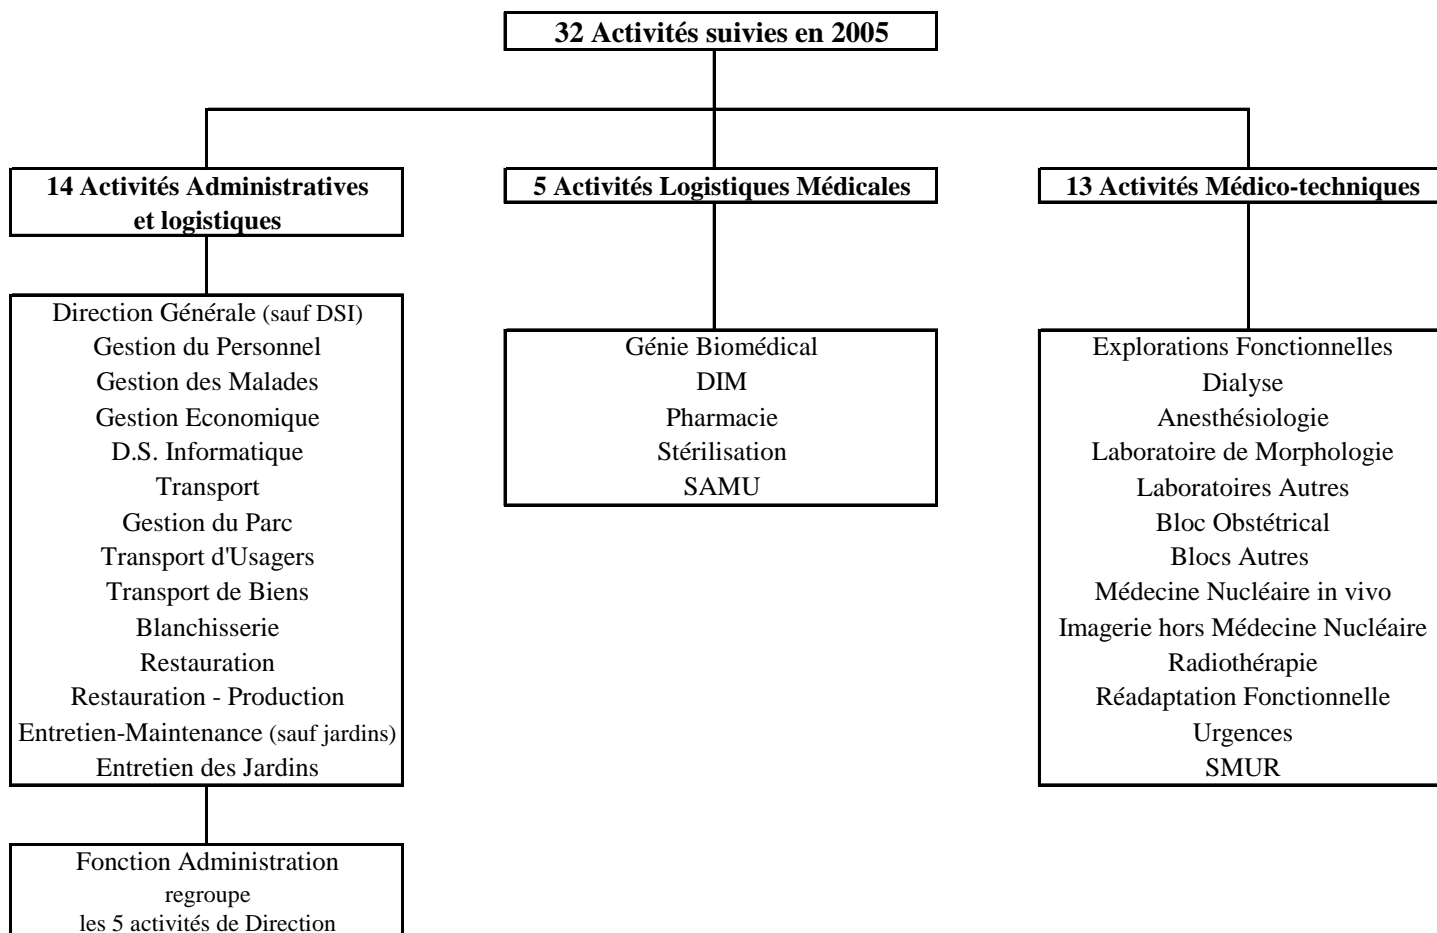 32 Activités suivies en 2005
14 Activités Administratives
et logistiques
5 Activités Logistiques Médicales
13 Activités Médico-techniques
Direction Générale (sauf DSI)
Gestion du Personnel
Gestion des Malades
Gestion Economique
D.S. Informatique
Transport
Gestion du Parc
Transport d'Usagers
Transport de Biens
Blanchisserie
Restauration
Restauration - Production
Entretien-Maintenance (sauf jardins)
Entretien des Jardins
Génie Biomédical
DIM
Pharmacie
Stérilisation
SAMU
Explorations Fonctionnelles
Dialyse
Anesthésiologie
Laboratoire de Morphologie
Laboratoires Autres
Bloc Obstétrical
Blocs Autres
Médecine Nucléaire in vivo
Imagerie hors Médecine Nucléaire
Radiothérapie
Réadaptation Fonctionnelle
Urgences
SMUR
Fonction Administration
regroupe
les 5 activités de Direction